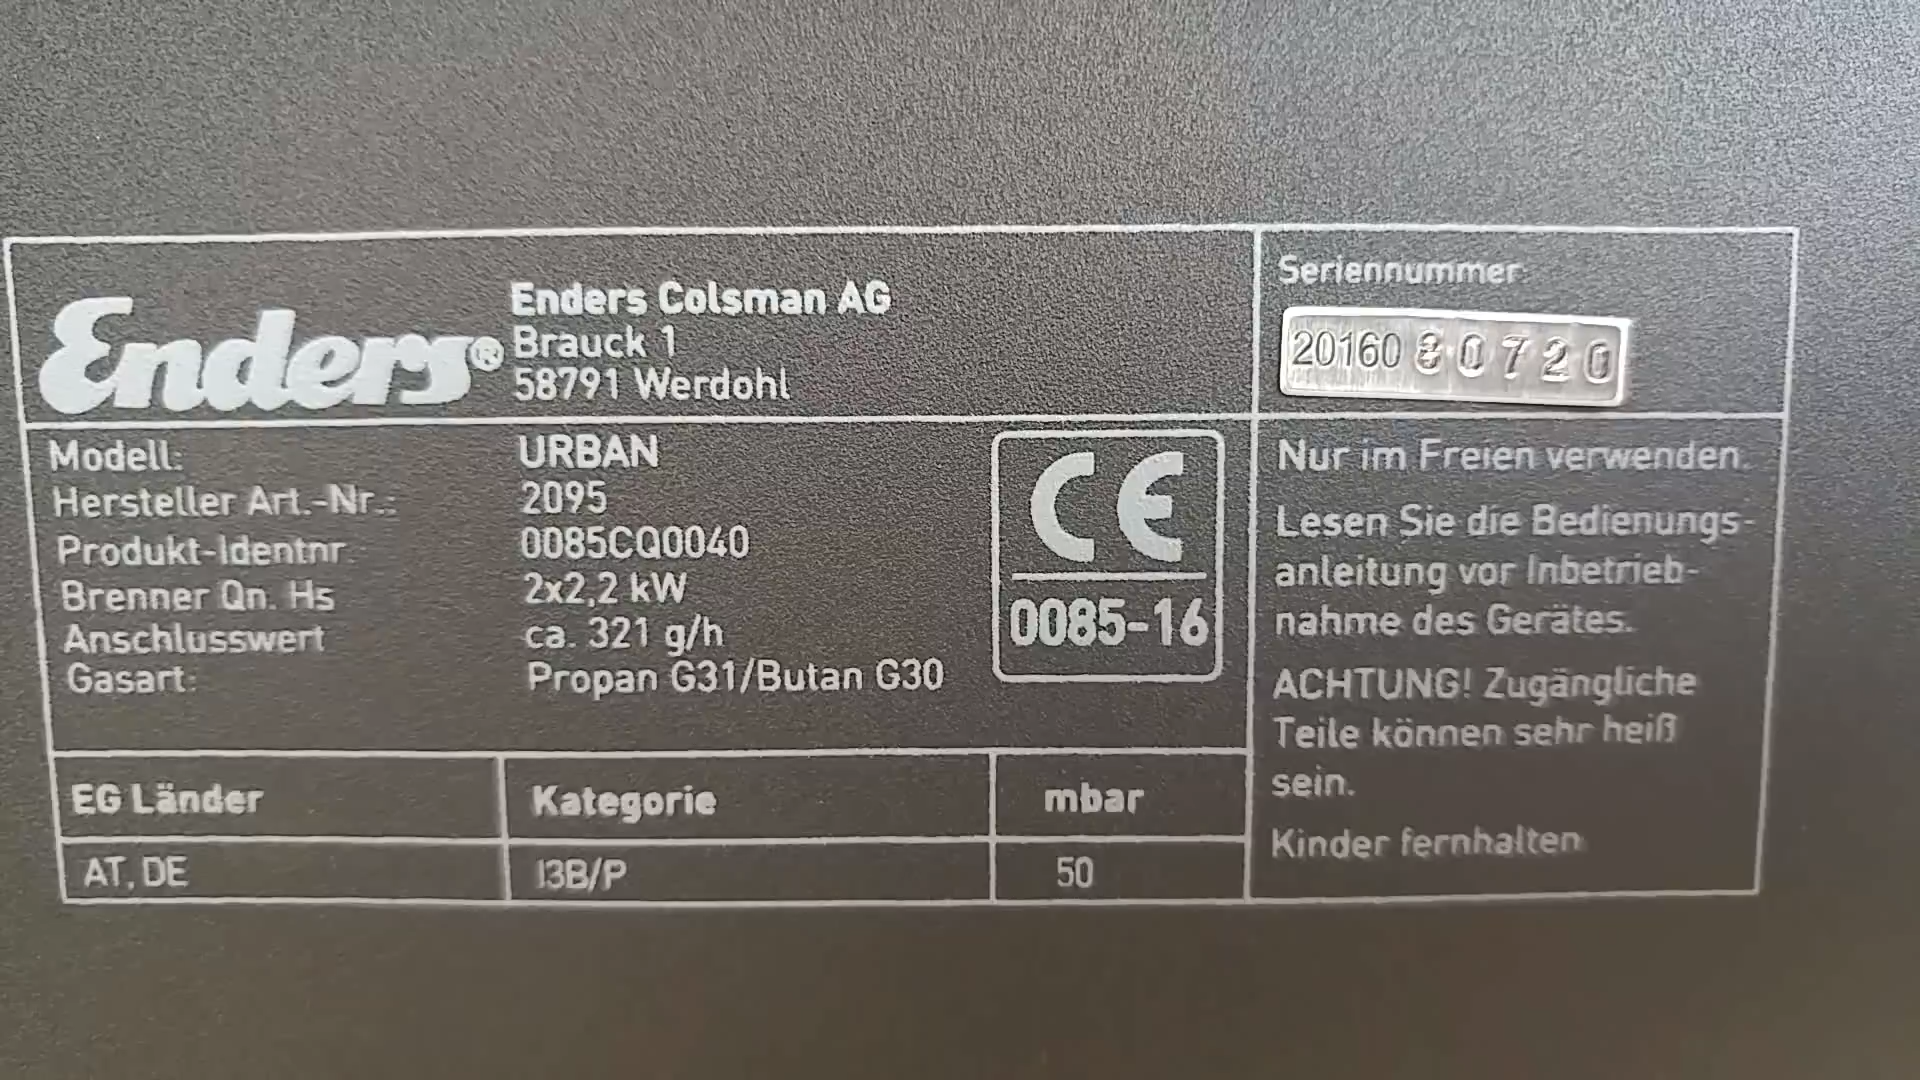 Enders®
Enders Colsman AG
Brauck 1
58791 Werdohl
Seriennummer
20160 80720
Modell: URBAN
Hersteller Art.-Nr.: 2095
Produkt-Identnr. 0085CQ0040
Brenner Qn. Hs 2x2,2 kW
Anschlusswert ca. 321 g/h
Gasart: Propan G31/Butan G30
CE
0085-16
EG Länder Kategorie mbar
AT, DE I3B/P 50
Nur im Freien verwenden.
Lesen Sie die Bedienungs-
anleitung vor Inbetrieb-
nahme des Gerätes.
ACHTUNG! Zugängliche
Teile können sehr heiß
sein.
Kinder fernhalten